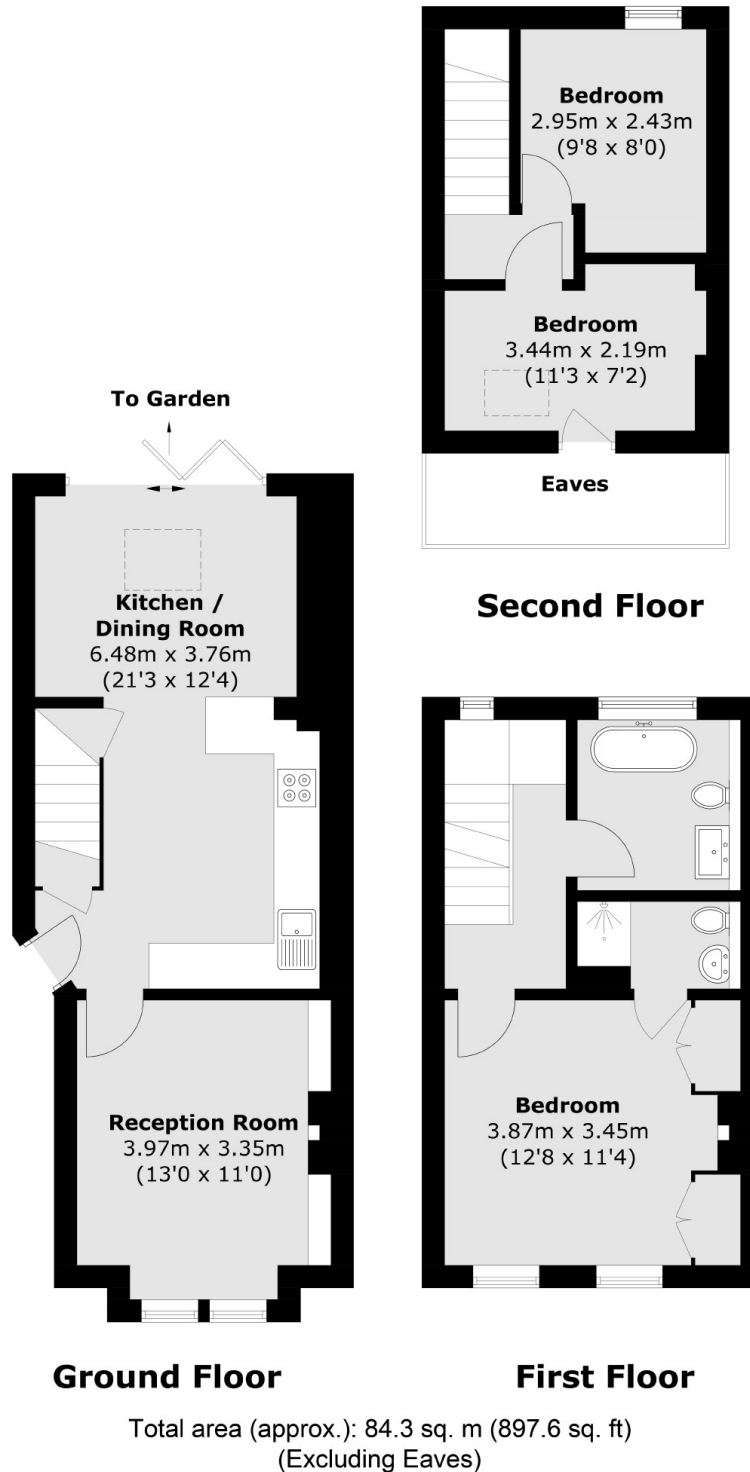 Bedroom
2.95m x 2.43m
(9'8 x 8'0)
Bedroom
3.44m x 2.19m
(11'3 x 7'2)
Eaves
Second Floor
To Garden
Kitchen /
Dining Room
6.48m x 3.76m
(21'3 x 12'4)
Reception Room
3.97m x 3.35m
(13'0 x 11'0)
Ground Floor
Bedroom
3.87m x 3.45m
(12'8 x 11'4)
First Floor
Total area (approx.): 84.3 sq. m (897.6 sq. ft)
(Excluding Eaves)